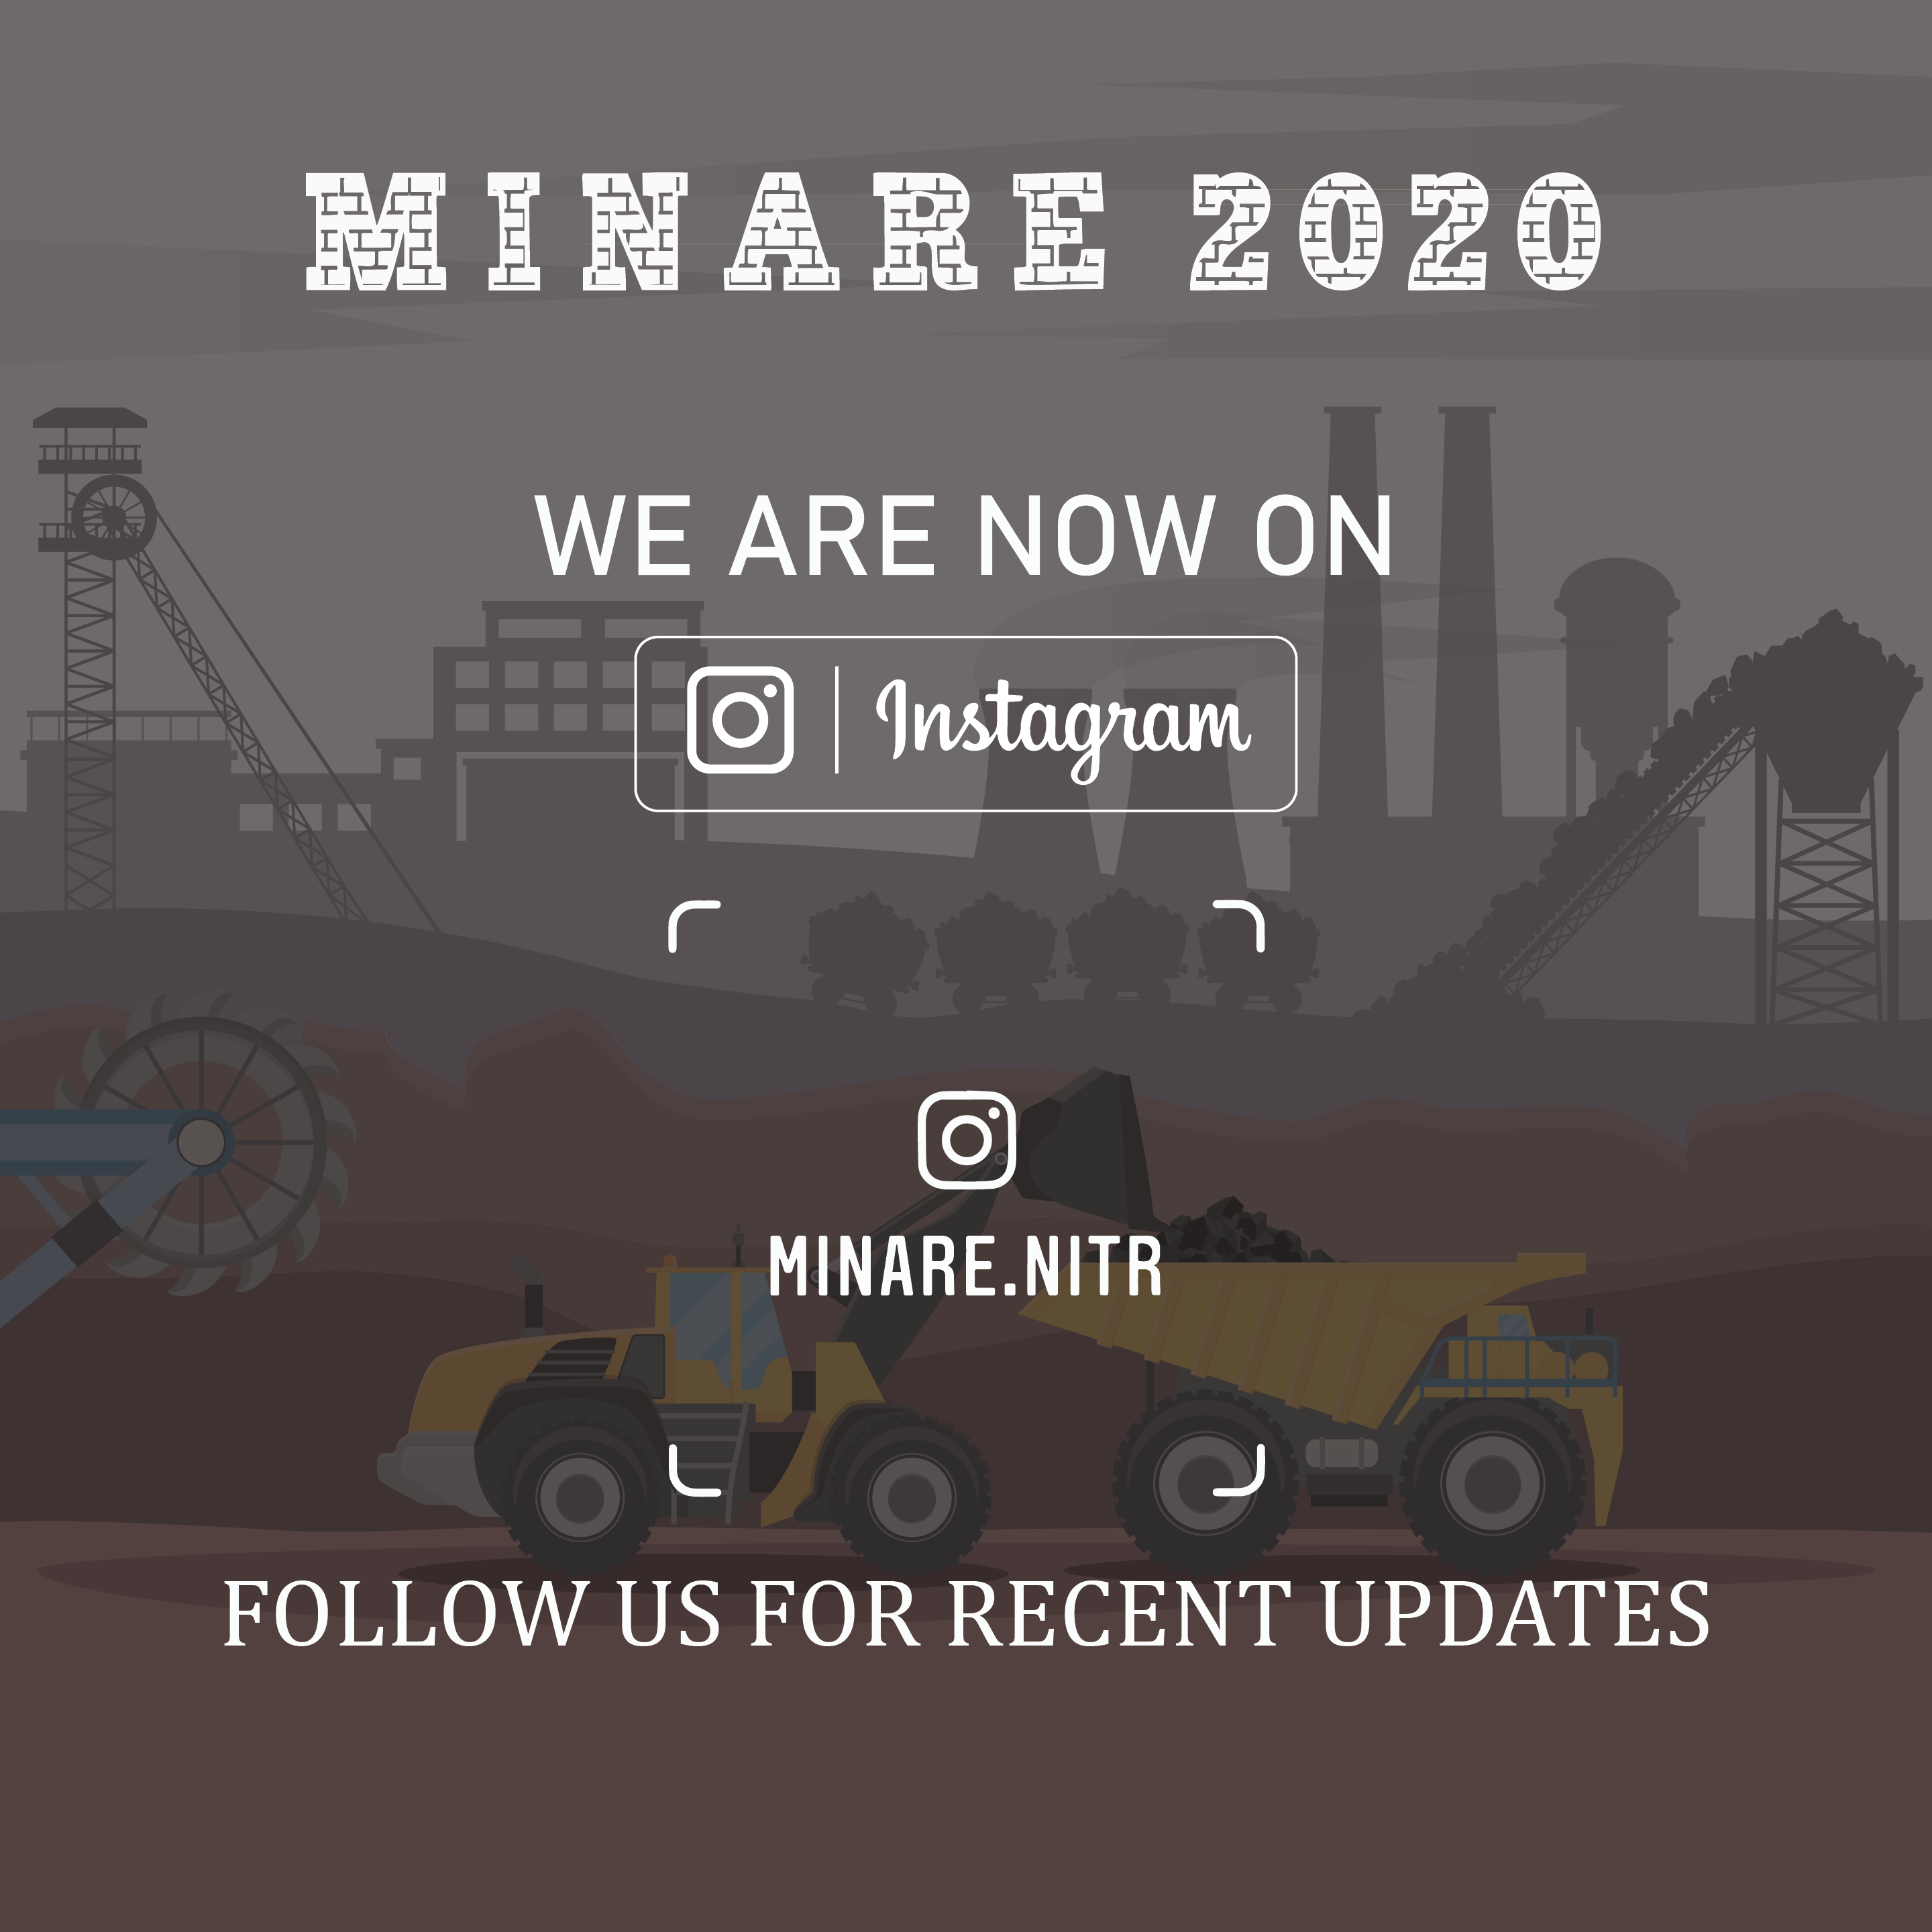 MINARE 2020
WE ARE NOW ON
Instagram
MINARE.NITR
FOLLOW US FOR RECENT UPDATES